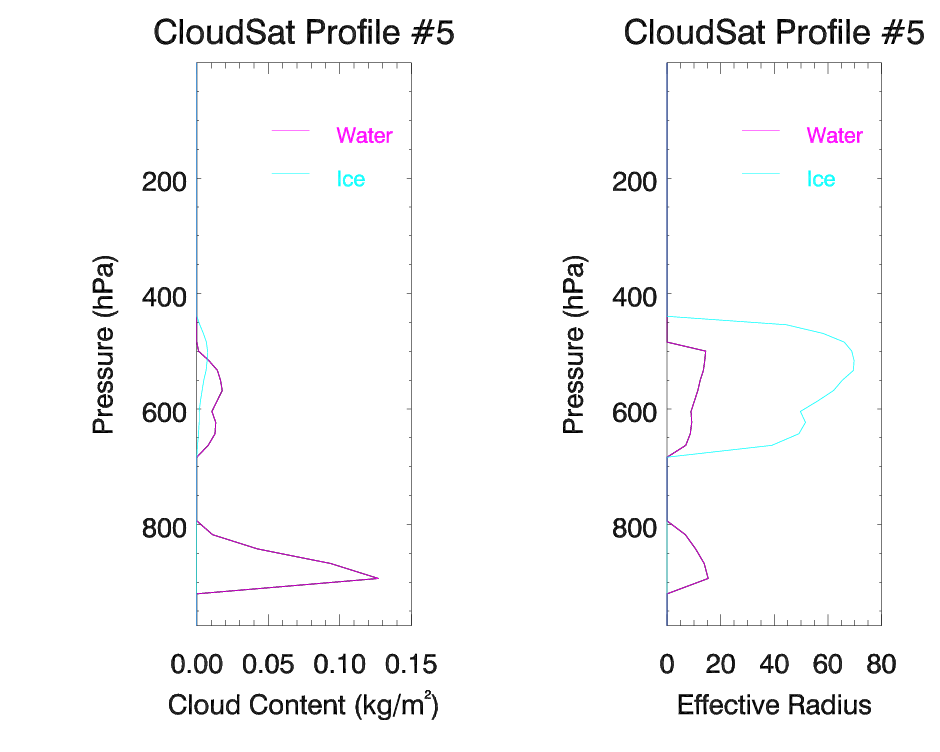 CloudSat Profile #5
Water
Ice
200
400
600
800
Pressure (hPa)
0.00 0.05 0.10 0.15
Cloud Content (kg/m²)
CloudSat Profile #5
Water
Ice
200
400
600
800
Pressure (hPa)
0 20 40 60 80
Effective Radius